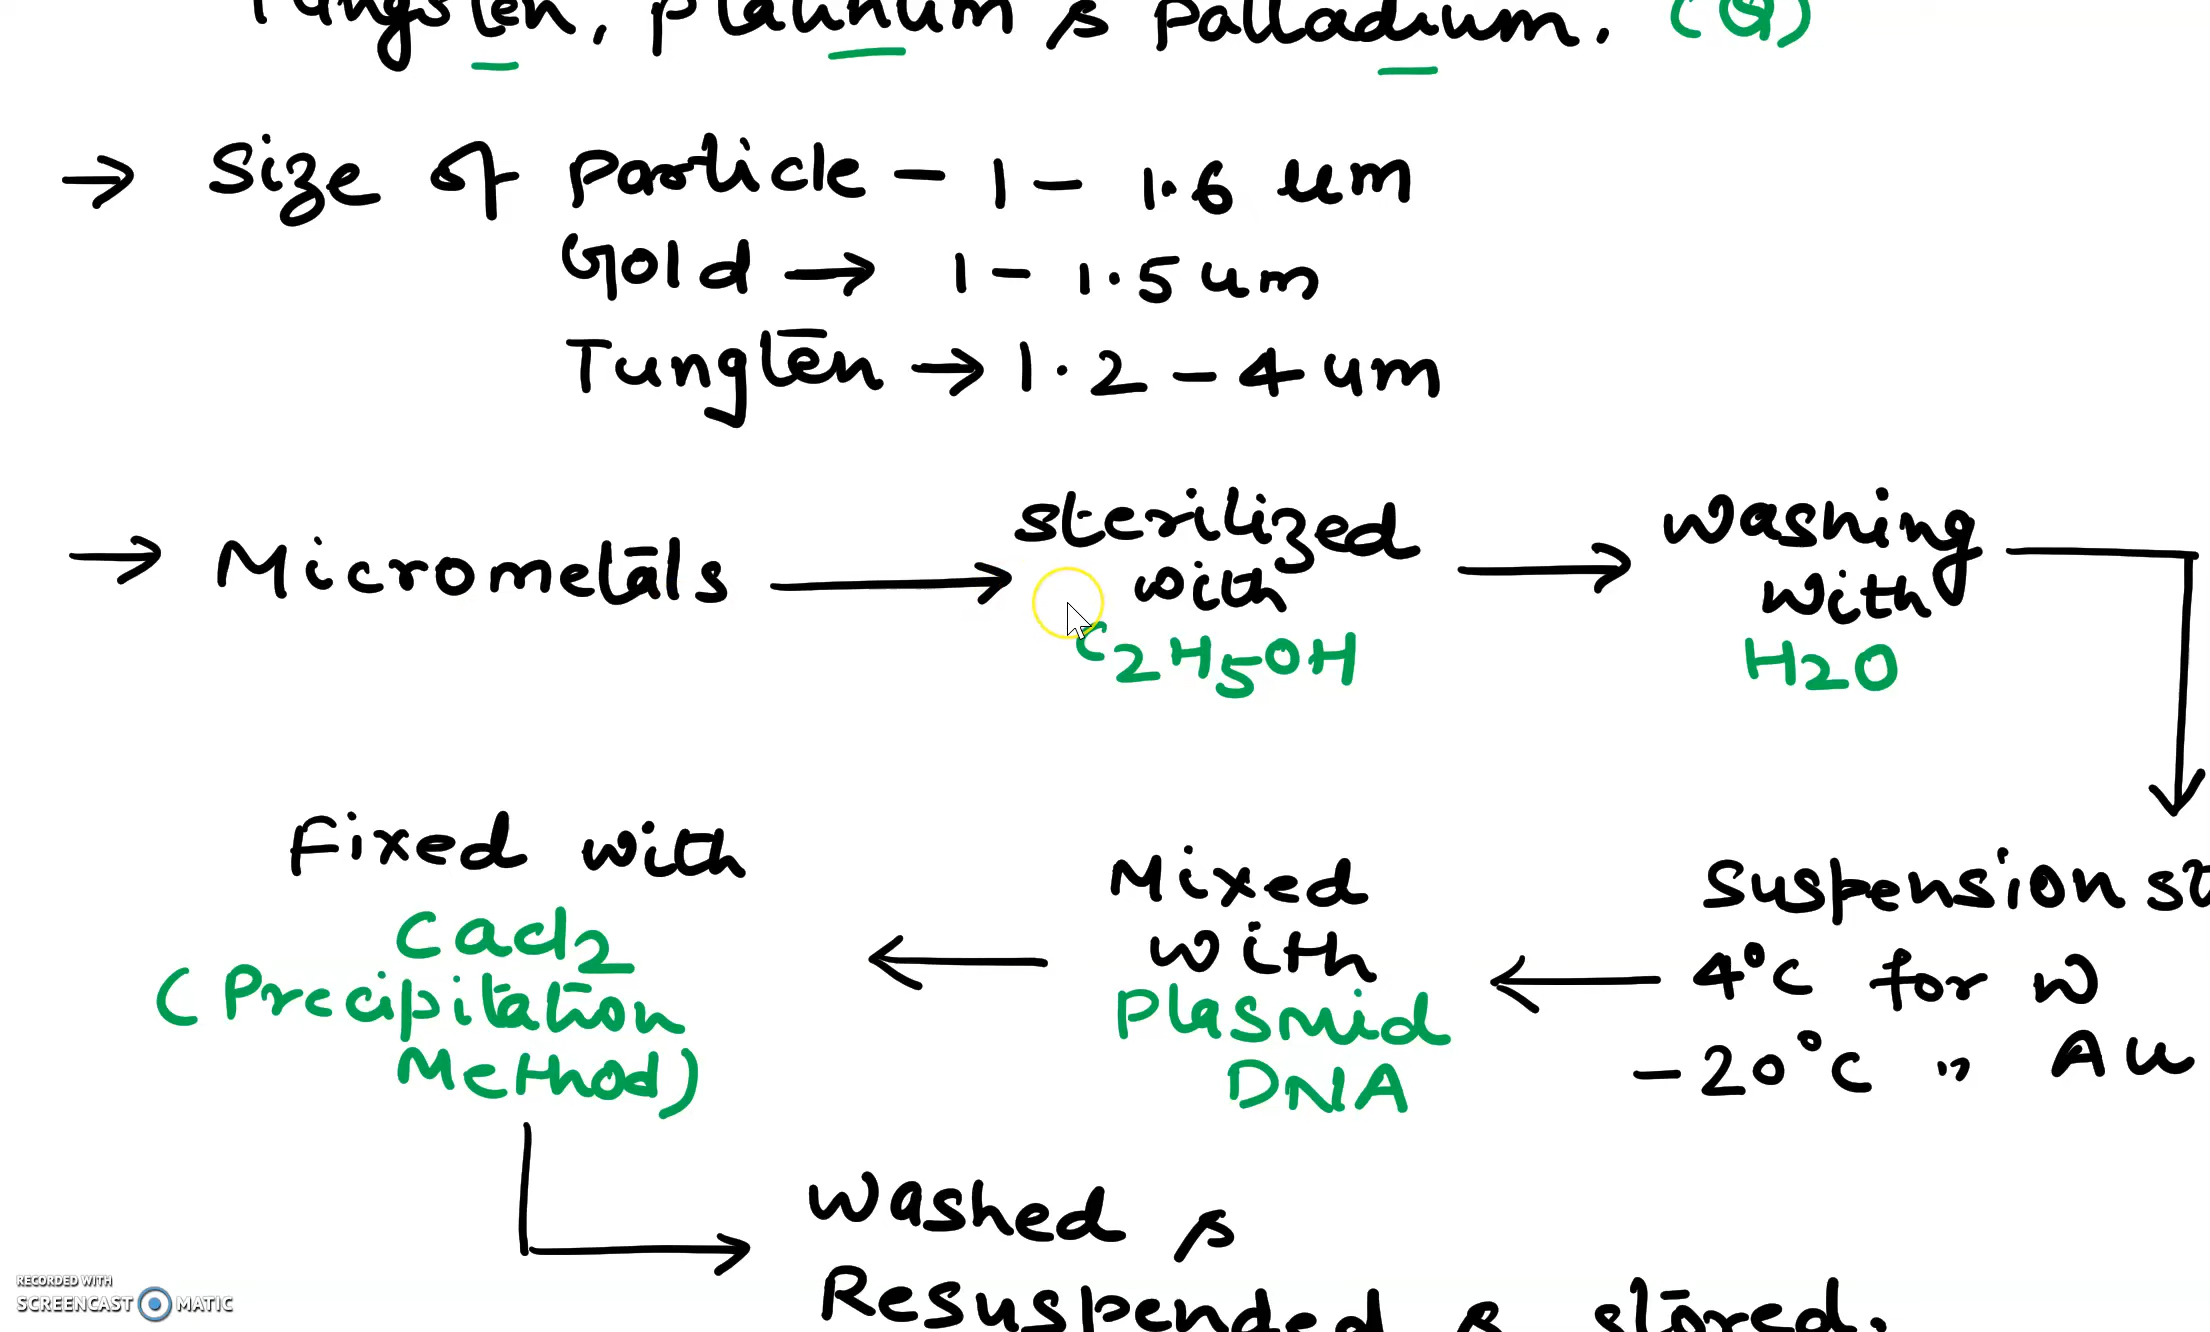 Tungsten, Platinum & Palladium. (Q)
→ Size of Particle - 1 - 1.6 um
Gold → 1 - 1.5 um
Tungten → 1.2 - 4 um
→ Micrometals → sterilized with C2H5OH → washing with H2O
Suspension
4°C for W
-20°C " Au
← Mixed with Plasmid DNA
← Fixed with Cacl2
(Precipitation Method)
→ Washed &
Resuspended & stored.
RECORDED WITH
SCREENCAST MATIC